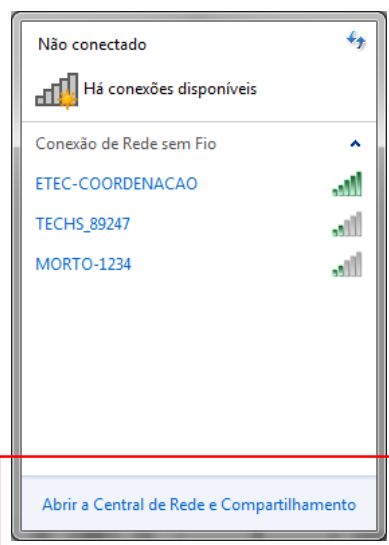 Não conectado
Há conexões disponíveis
Conexão de Rede sem Fio
ETEC-COORDENACAO
TECHS_89247
MORTO-1234
Abrir a Central de Rede e Compartilhamento